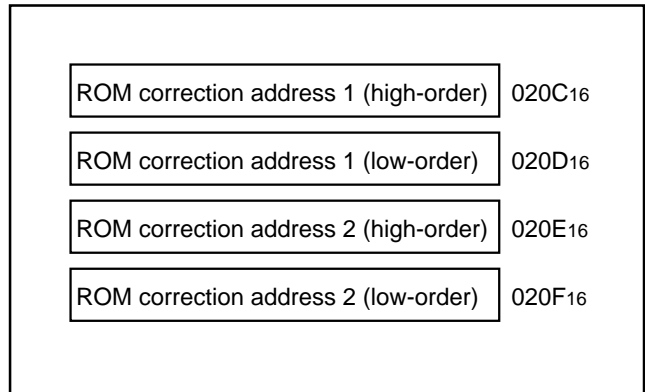 ROM correction address 1 (high-order) 020C16
ROM correction address 1 (low-order) 020D16
ROM correction address 2 (high-order) 020E16
ROM correction address 2 (low-order) 020F16